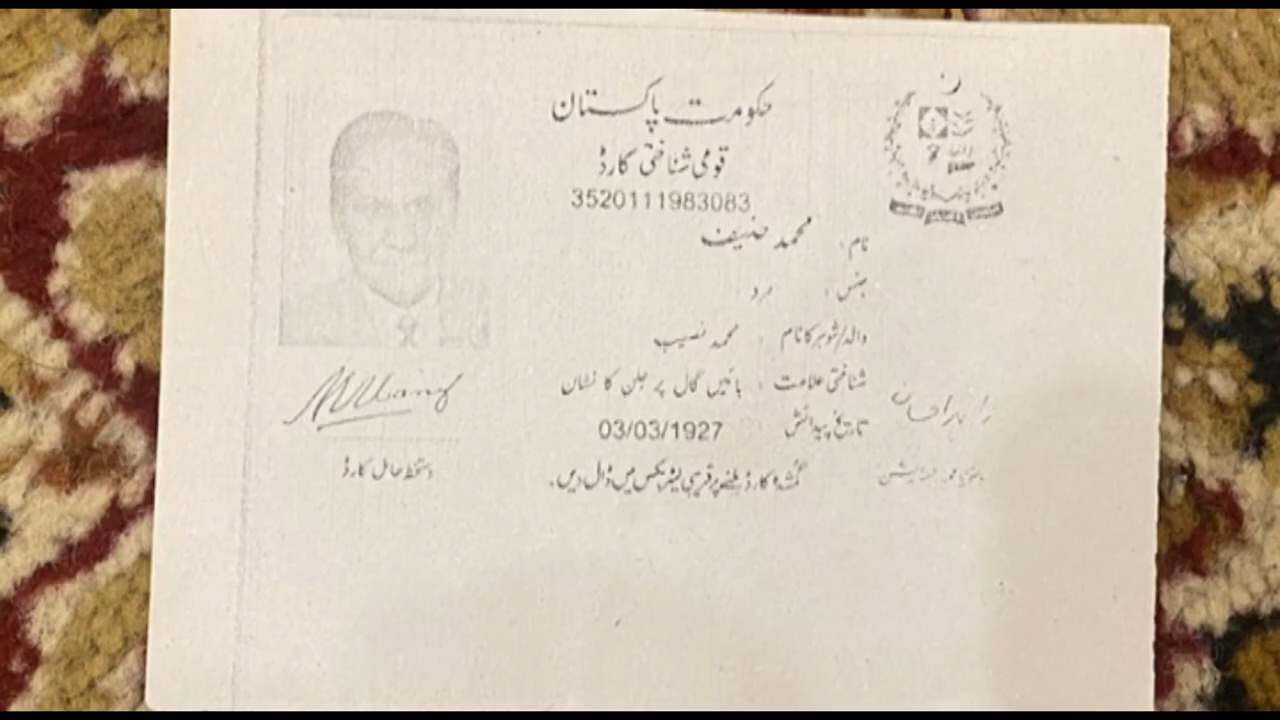 حکومت پاکستان
قومی شناختی کارڈ
3520111983083
نام : محمد حنیف
جنس : مرد
والد/شوہر کا نام : محمد نصیب
شناختی علامت : بائیں گال پر جلن کا نشان
تاریخ پیدائش 03/03/1927
گمشدہ کارڈ ملنے پر قریبی لیٹر بکس میں ڈال دیں۔
M Hanif
دستخط حامل کارڈ